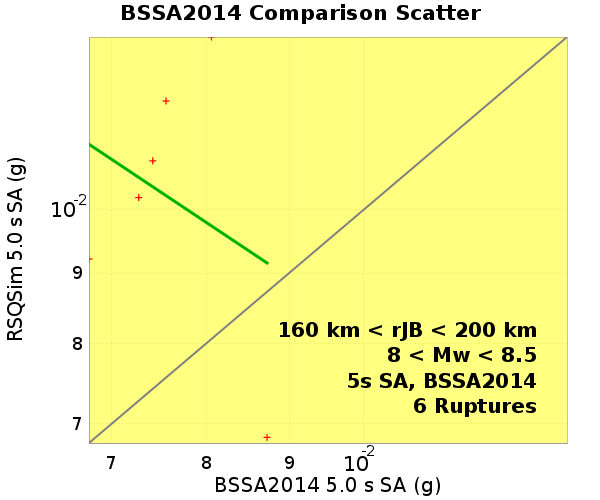 BSSA2014 Comparison Scatter
RSQSim 5.0 s SA (g)
10-2
9
8
7
160 km < rJB < 200 km
8 < Mw < 8.5
5s SA, BSSA2014
6 Ruptures
7 8 9 10-2
BSSA2014 5.0 s SA (g)